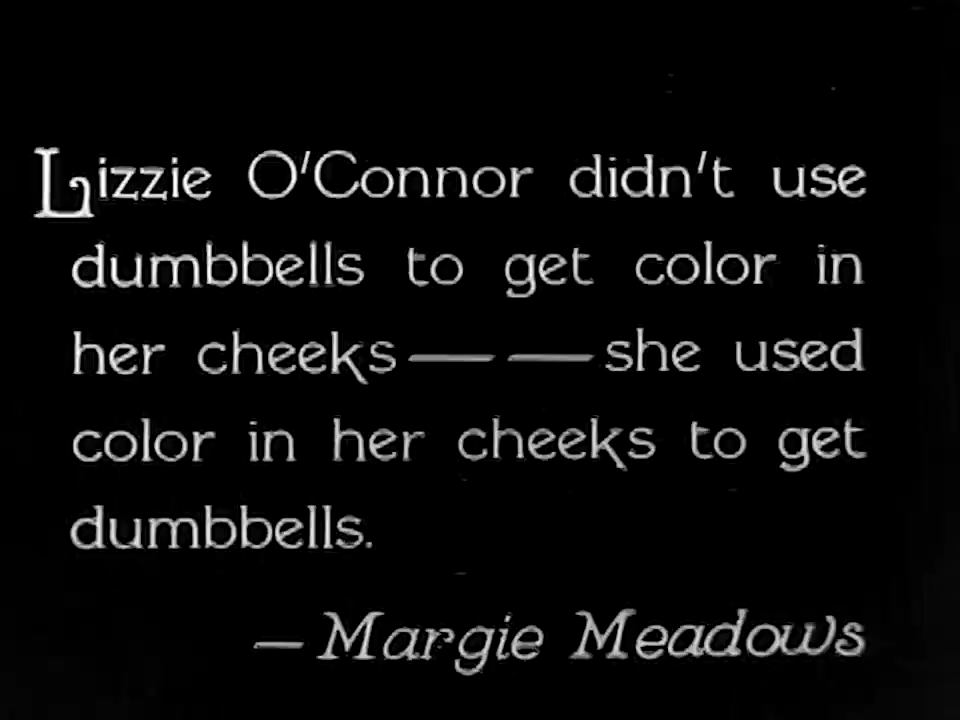 Lizzie O'Connor didn't use
dumbbells to get color in
her cheeks — — she used
color in her cheeks to get
dumbbells.
— Margie Meadows